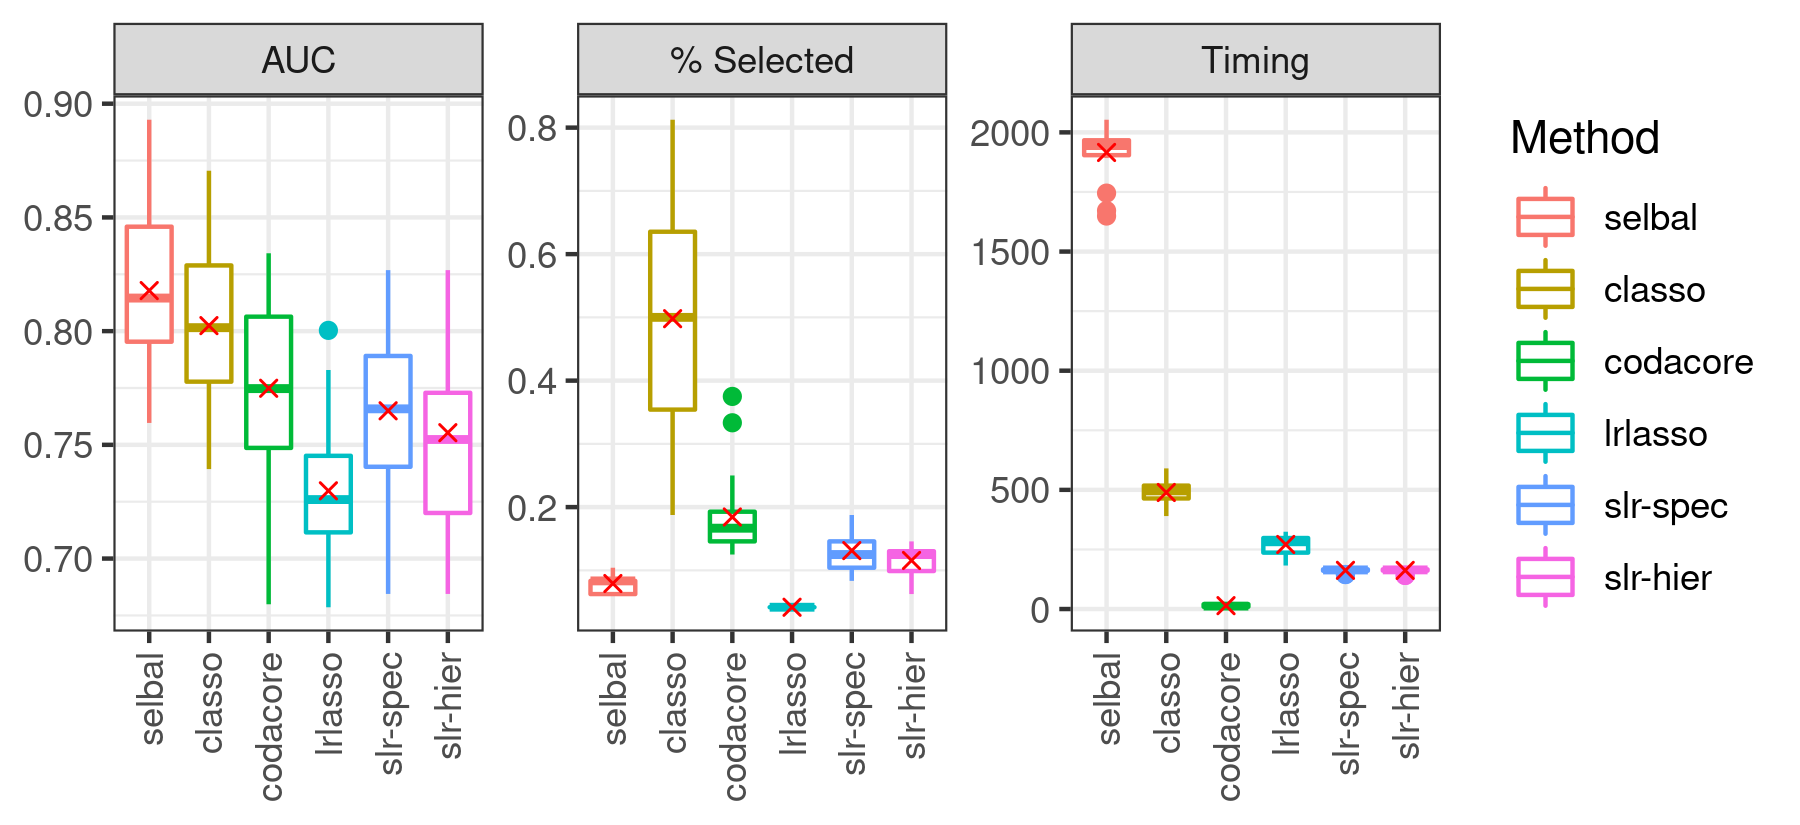 AUC
% Selected
Timing
0.90
0.85
0.80
0.75
0.70
0.8
0.6
0.4
0.2
2000
1500
1000
500
0
selbal
classo
codacore
lrlasso
slr-spec
slr-hier
selbal
classo
codacore
lrlasso
slr-spec
slr-hier
selbal
classo
codacore
lrlasso
slr-spec
slr-hier
Method
selbal
classo
codacore
lrlasso
slr-spec
slr-hier